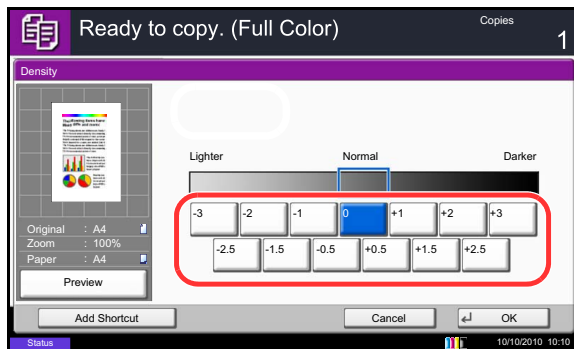 Ready to copy. (Full Color)
Copies
1
Density
Lighter Normal Darker
-3 -2 -1 0 +1 +2 +3
-2.5 -1.5 -0.5 +0.5 +1.5 +2.5
Original : A4
Zoom : 100%
Paper : A4
Preview
Add Shortcut Cancel OK
Status 10/10/2010 10:10